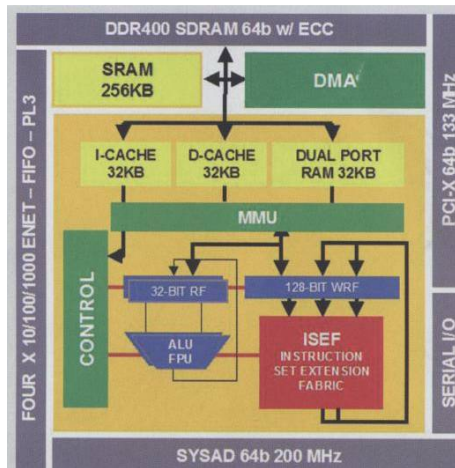 DDR400 SDRAM 64b w/ ECC
SRAM
256KB
DMA
FOUR X 10/100/1000 ENET – FIFO – PL3
PCI-X 64b 133 MHz
I-CACHE
32KB
D-CACHE
32KB
DUAL PORT
RAM 32KB
MMU
CONTROL
32-BIT RF
128-BIT WRF
ALU
FPU
ISEF
INSTRUCTION
SET EXTENSION
FABRIC
SERIAL I/O
SYSAD 64b 200 MHz